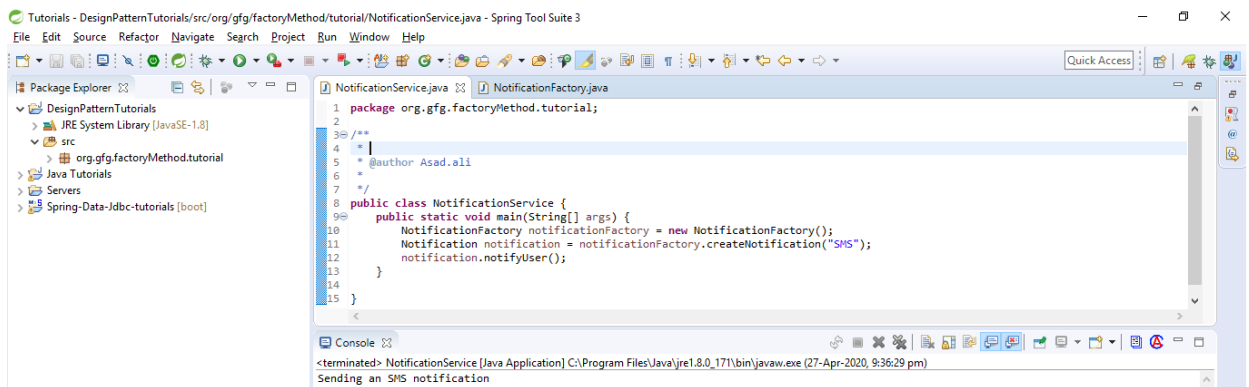 Tutorials - DesignPatternTutorials/src/org/gfg/factoryMethod/tutorial/NotificationService.java - Spring Tool Suite 3
File Edit Source Refactor Navigate Search Project Run Window Help
Quick Access
Package Explorer
DesignPatternTutorials
JRE System Library [JavaSE-1.8]
src
org.gfg.factoryMethod.tutorial
Java Tutorials
Servers
Spring-Data-Jdbc-tutorials [boot]
NotificationService.java NotificationFactory.java
1 package org.gfg.factoryMethod.tutorial;
2
3 /**
4 *
5 * @author Asad.ali
6 *
7 */
8 public class NotificationService {
9 public static void main(String[] args) {
10 NotificationFactory notificationFactory = new NotificationFactory();
11 Notification notification = notificationFactory.createNotification("SMS");
12 notification.notifyUser();
13 }
14
15 }
Console
<terminated> NotificationService [Java Application] C:\Program Files\Java\jre1.8.0_171\bin\javaw.exe (27-Apr-2020, 9:36:29 pm)
Sending an SMS notification